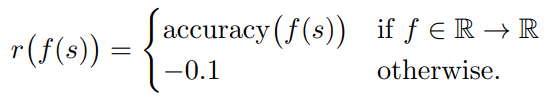 r(f(s)) = { accuracy(f(s)) if f ∈ ℝ → ℝ
−0.1 otherwise.